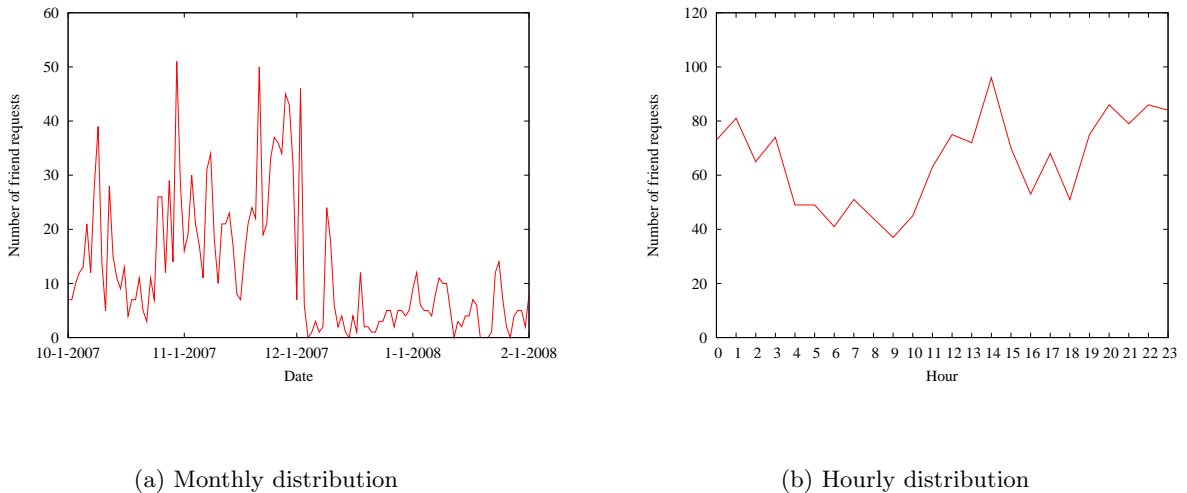 60
50
40
30
20
10
0
10-1-2007 11-1-2007 12-1-2007 1-1-2008 2-1-2008
Number of friend requests
Date
(a) Monthly distribution
120
100
80
60
40
20
0
0 1 2 3 4 5 6 7 8 9 10 11 12 13 14 15 16 17 18 19 20 21 22 23
Number of friend requests
Hour
(b) Hourly distribution